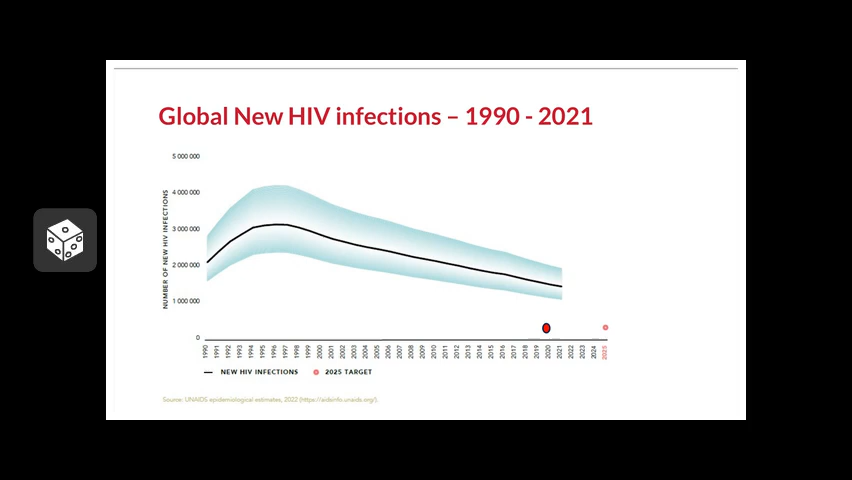 Global New HIV infections – 1990 - 2021
NUMBER OF NEW HIV INFECTIONS
5 000 000
4 000 000
3 000 000
2 000 000
1 000 000
0
1990 1991 1992 1993 1994 1995 1996 1997 1998 1999 2000 2001 2002 2003 2004 2005 2006 2007 2008 2009 2010 2011 2012 2013 2014 2015 2016 2017 2018 2019 2020 2021 2022 2023 2024 2025
NEW HIV INFECTIONS 2025 TARGET
Source: UNAIDS epidemiological estimates, 2022 (https://aidsinfo.unaids.org/).